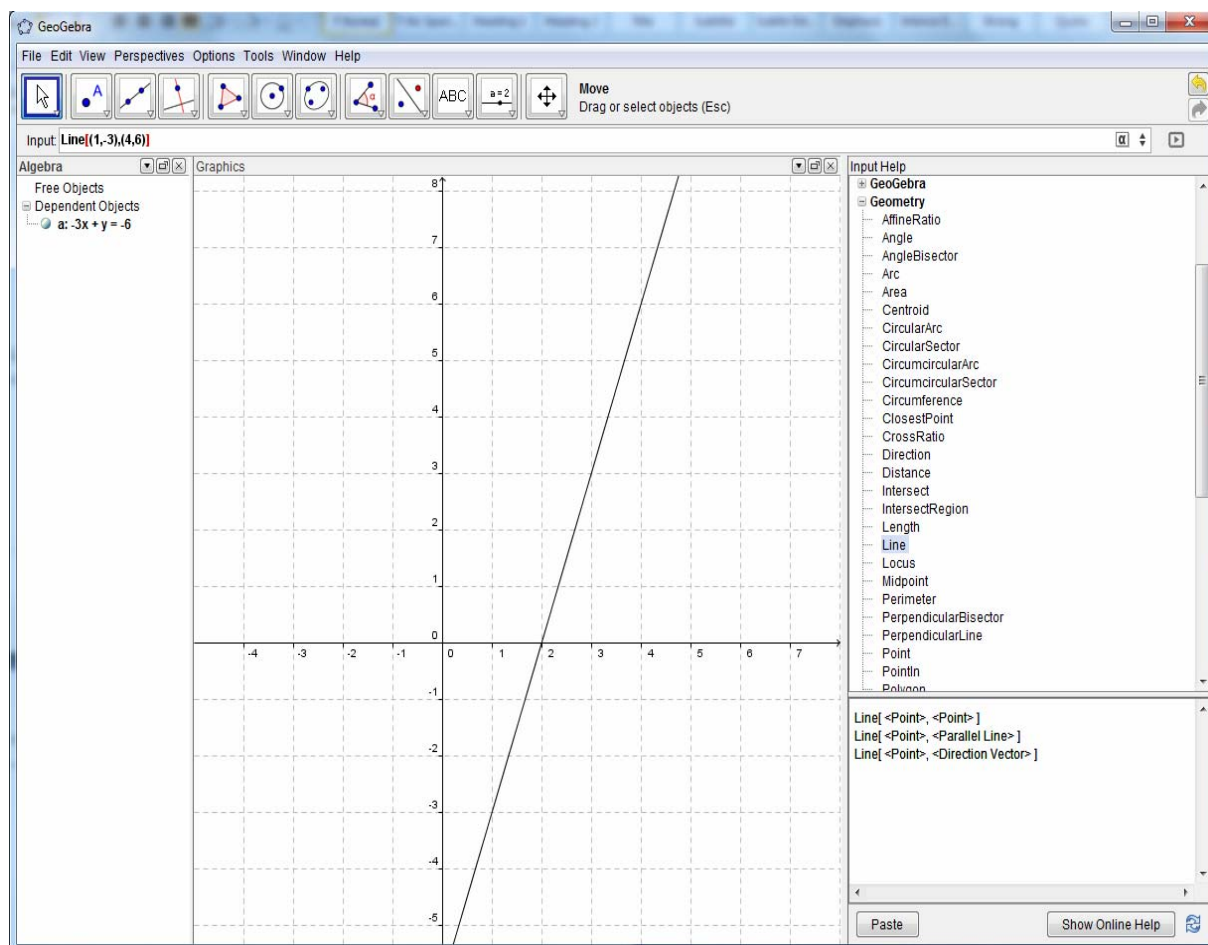 GeoGebra
File Edit View Perspectives Options Tools Window Help
A
α
ABC
a=2
Move
Drag or select objects (Esc)
Input: Line[(1,-3),(4,6)]
α
Algebra
Free Objects
Dependent Objects
a: -3x + y = -6
Graphics
8
7
6
5
4
3
2
1
0
-4 -3 -2 -1 0 1 2 3 4 5 6 7
-1
-2
-3
-4
-5
Input Help
GeoGebra
Geometry
AffineRatio
Angle
AngleBisector
Arc
Area
Centroid
CircularArc
CircularSector
CircumcircularArc
CircumcircularSector
Circumference
ClosestPoint
CrossRatio
Direction
Distance
Intersect
IntersectRegion
Length
Line
Locus
Midpoint
Perimeter
PerpendicularBisector
PerpendicularLine
Point
PointIn
Polygon
Line[ <Point>, <Point> ]
Line[ <Point>, <Parallel Line> ]
Line[ <Point>, <Direction Vector> ]
Paste
Show Online Help